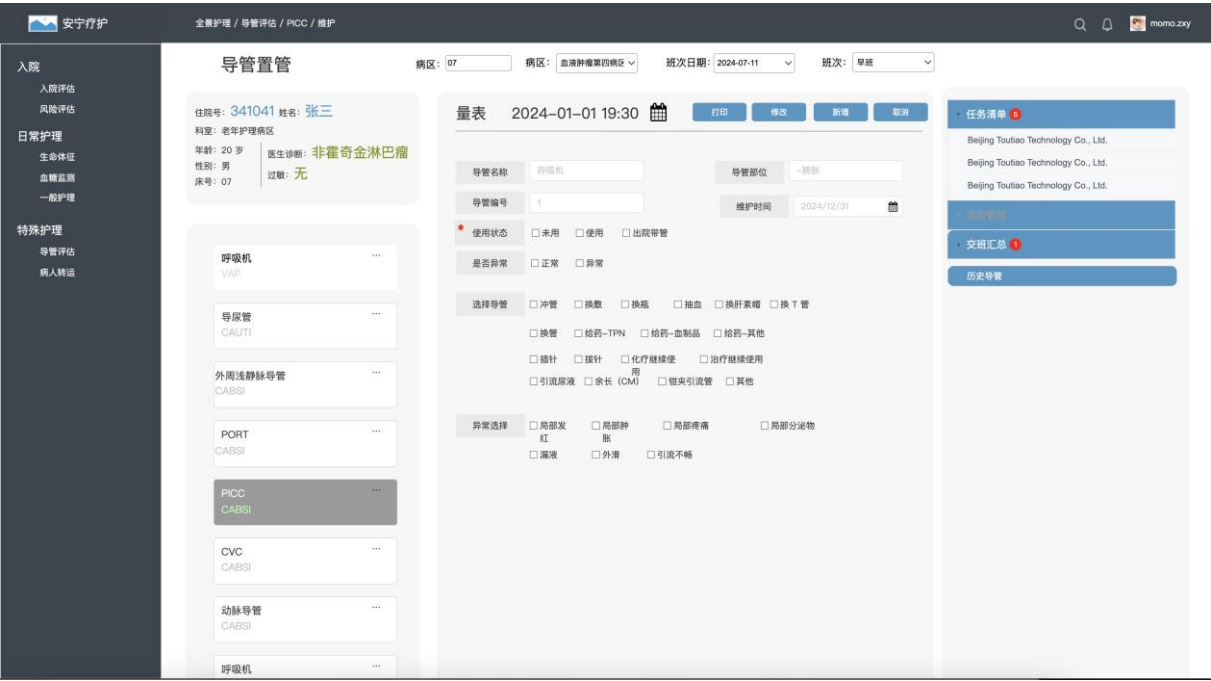 安宁疗护
全景护理 / 导管评估 / PICC / 维护
momo.zxy
入院
入院评估
风险评估
日常护理
生命体征
血糖监测
一般护理
特殊护理
导管评估
病人转运
导管置管
病区: 07
病区: 血液肿瘤第四病区
班次日期: 2024-07-11
班次: 早班
住院号: 341041 姓名: 张三
科室: 老年护理病区
年龄: 20 岁
性别: 男
床号: 07
医生诊断: 非霍奇金淋巴瘤
过敏: 无
呼吸机 ...
VAP
导尿管 ...
CAUTI
外周浅静脉导管 ...
CABSI
PORT ...
CABSI
PICC ...
CABSI
CVC ...
CABSI
动脉导管 ...
CABSI
呼吸机 ...
量表 2024-01-01 19:30
打印 修改 新增 取消
导管名称 呼吸机
导管部位 -膀胱
导管编号 1
维护时间 2024/12/31
* 使用状态 未用 使用 出院带管
是否异常 正常 异常
选择导管 冲管 换敷 换瓶 抽血 换肝素帽 换 T 管
换管 给药-TPN 给药-血制品 给药-其他
插针 拔针 化疗继续使用 治疗继续使用
引流尿液 余长 (CM) 钳夹引流管 其他
异常选择 局部发红 局部肿胀 局部疼痛 局部分泌物
漏液 外滑 引流不畅
任务清单 5
Beijing Toutiao Technology Co., Ltd.
Beijing Toutiao Technology Co., Ltd.
Beijing Toutiao Technology Co., Ltd.
风险管控
交班汇总 1
历史导管